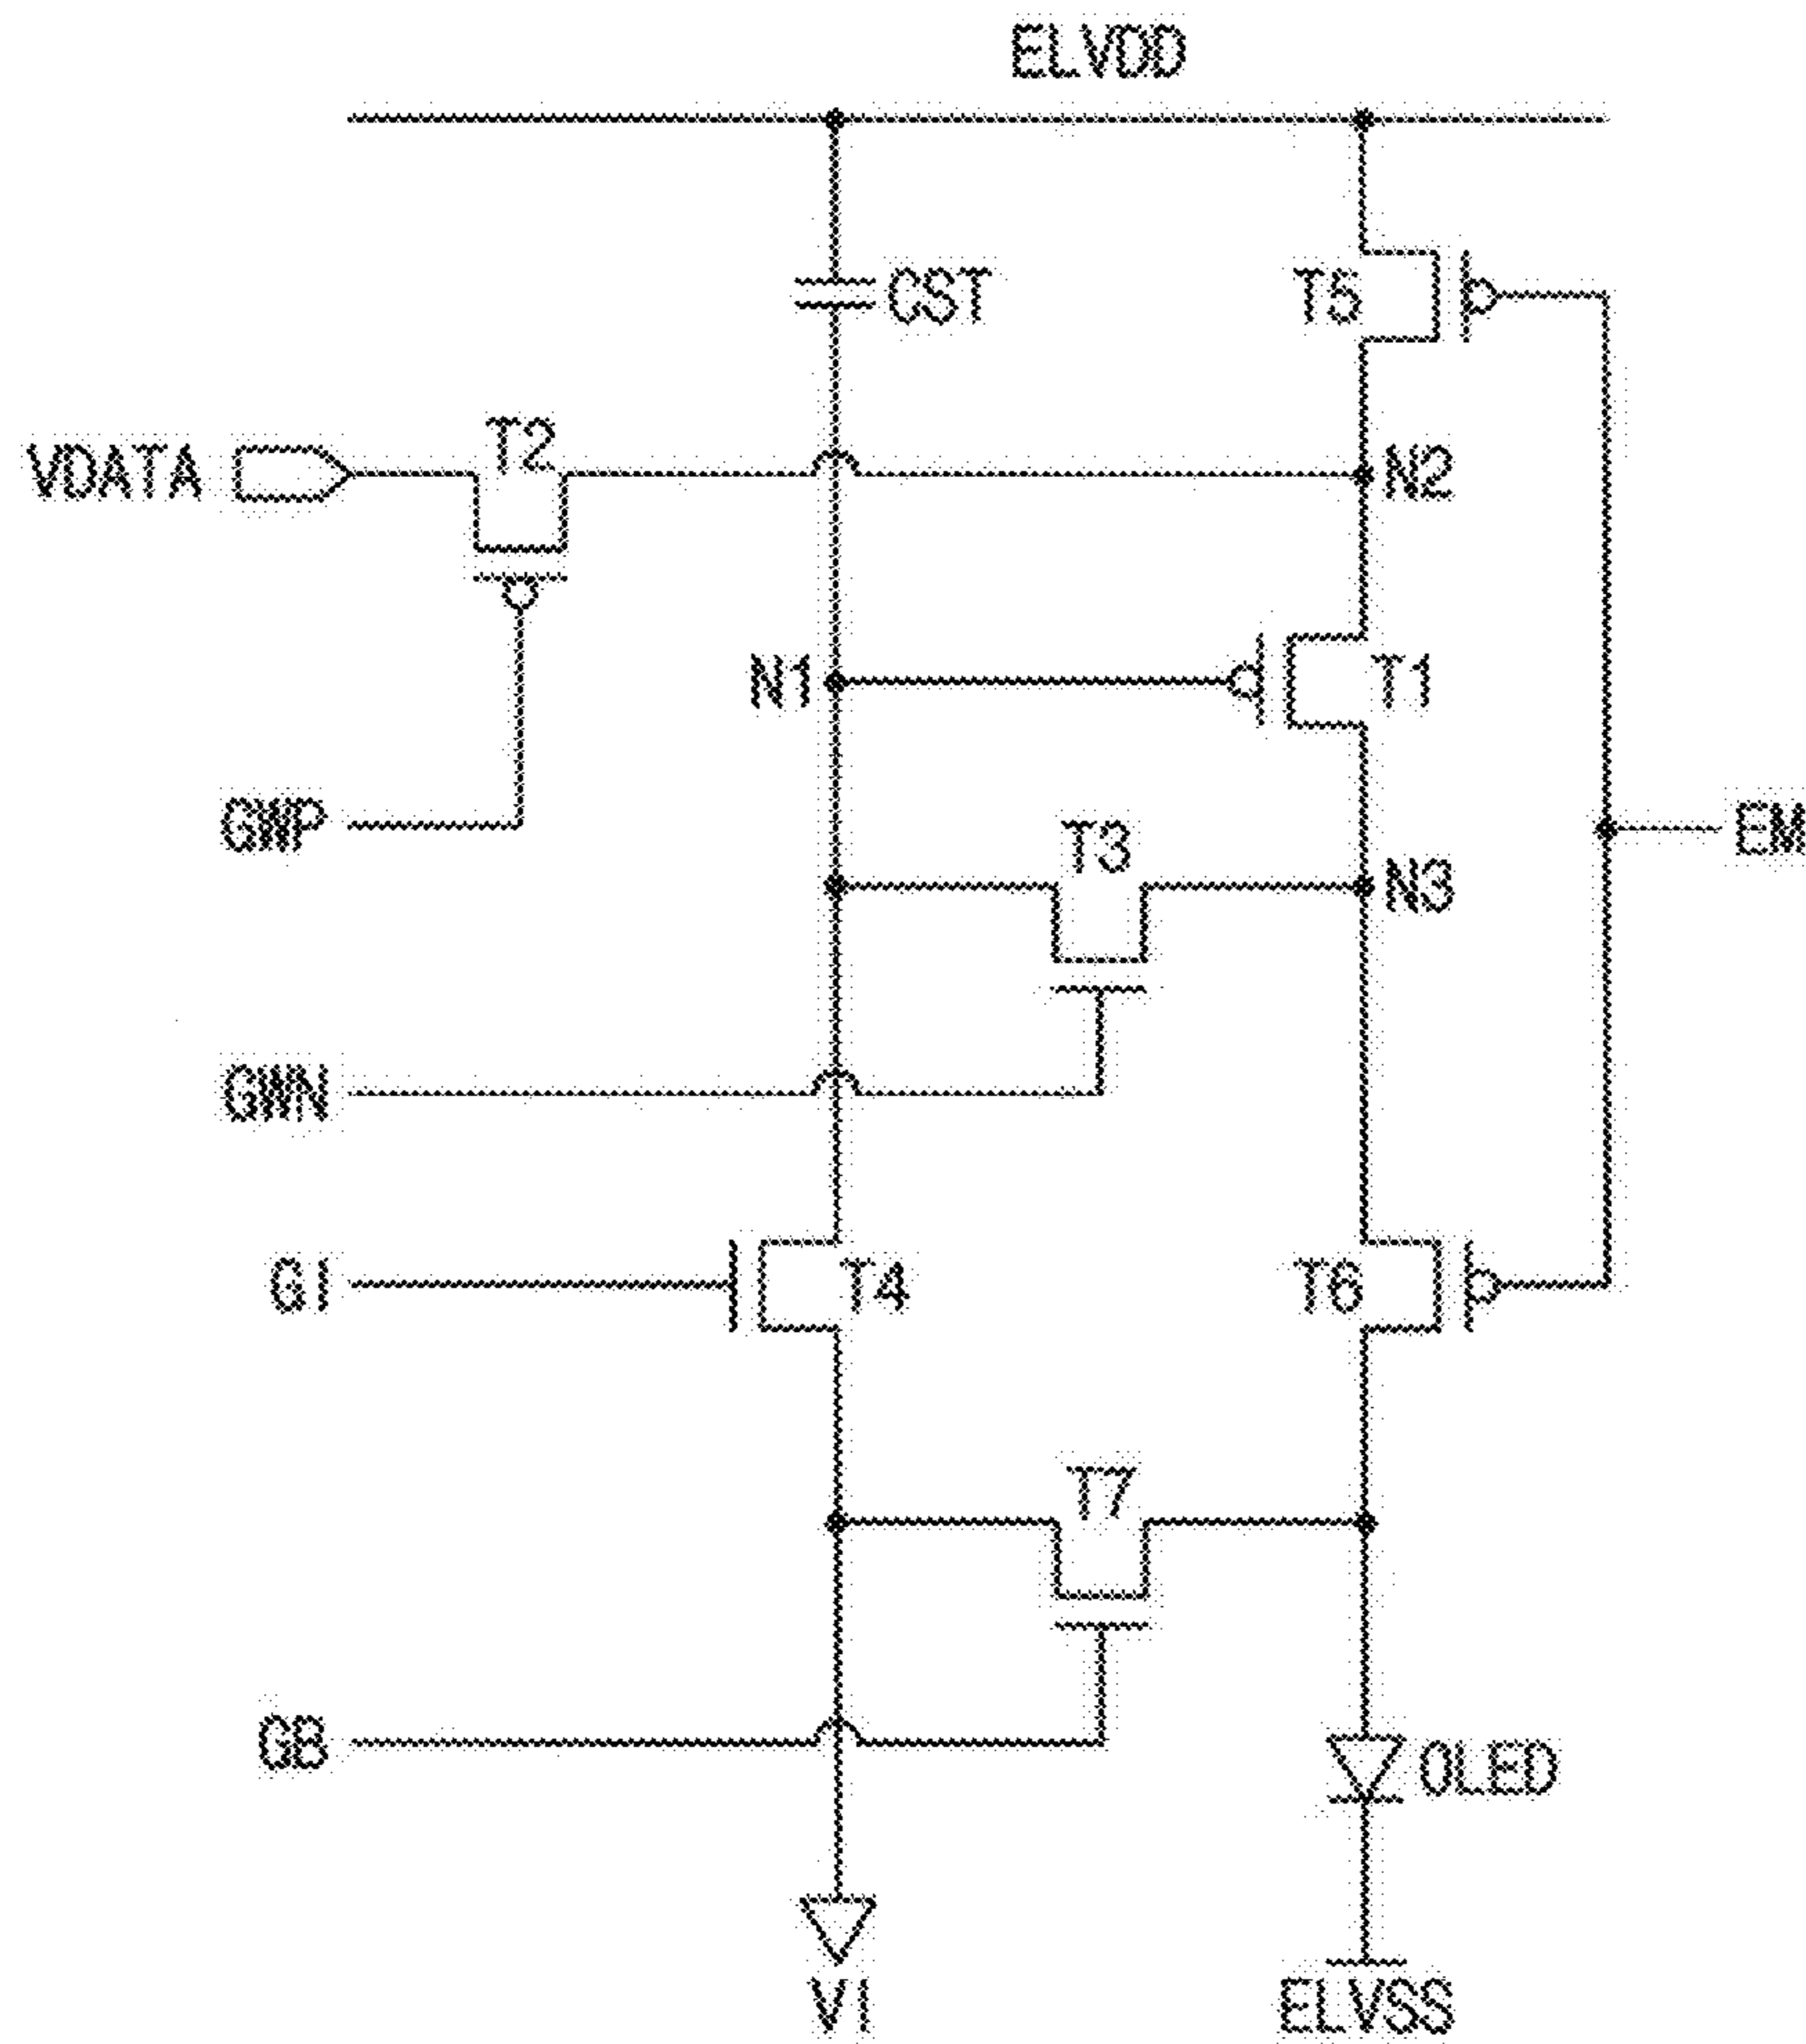 ELVDD
CST
T5
T2
VDATA
N2
N1
T1
GWP
T3
EM
N3
GWN
GI
T4
T6
T7
GB
OLED
VI
ELVSS